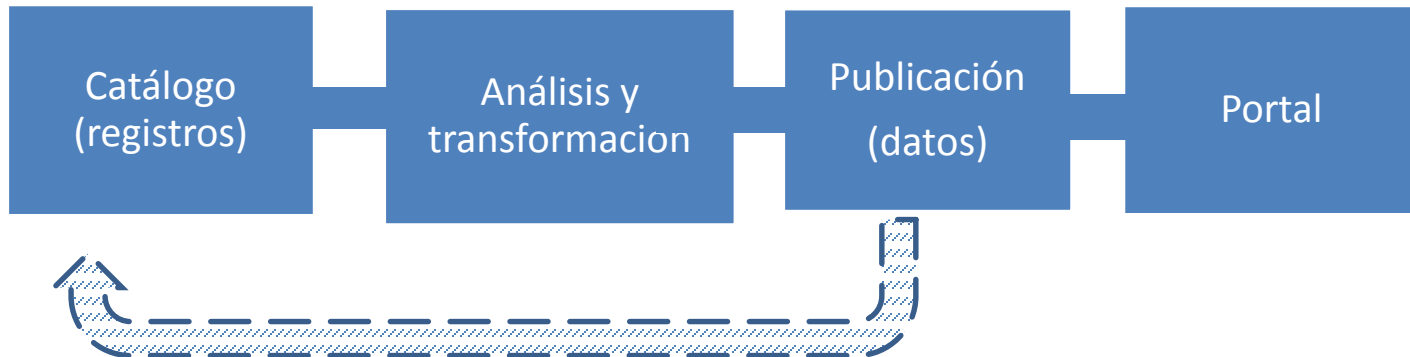 Catálogo
(registros)
Análisis y
transformacion
Publicación
(datos)
Portal